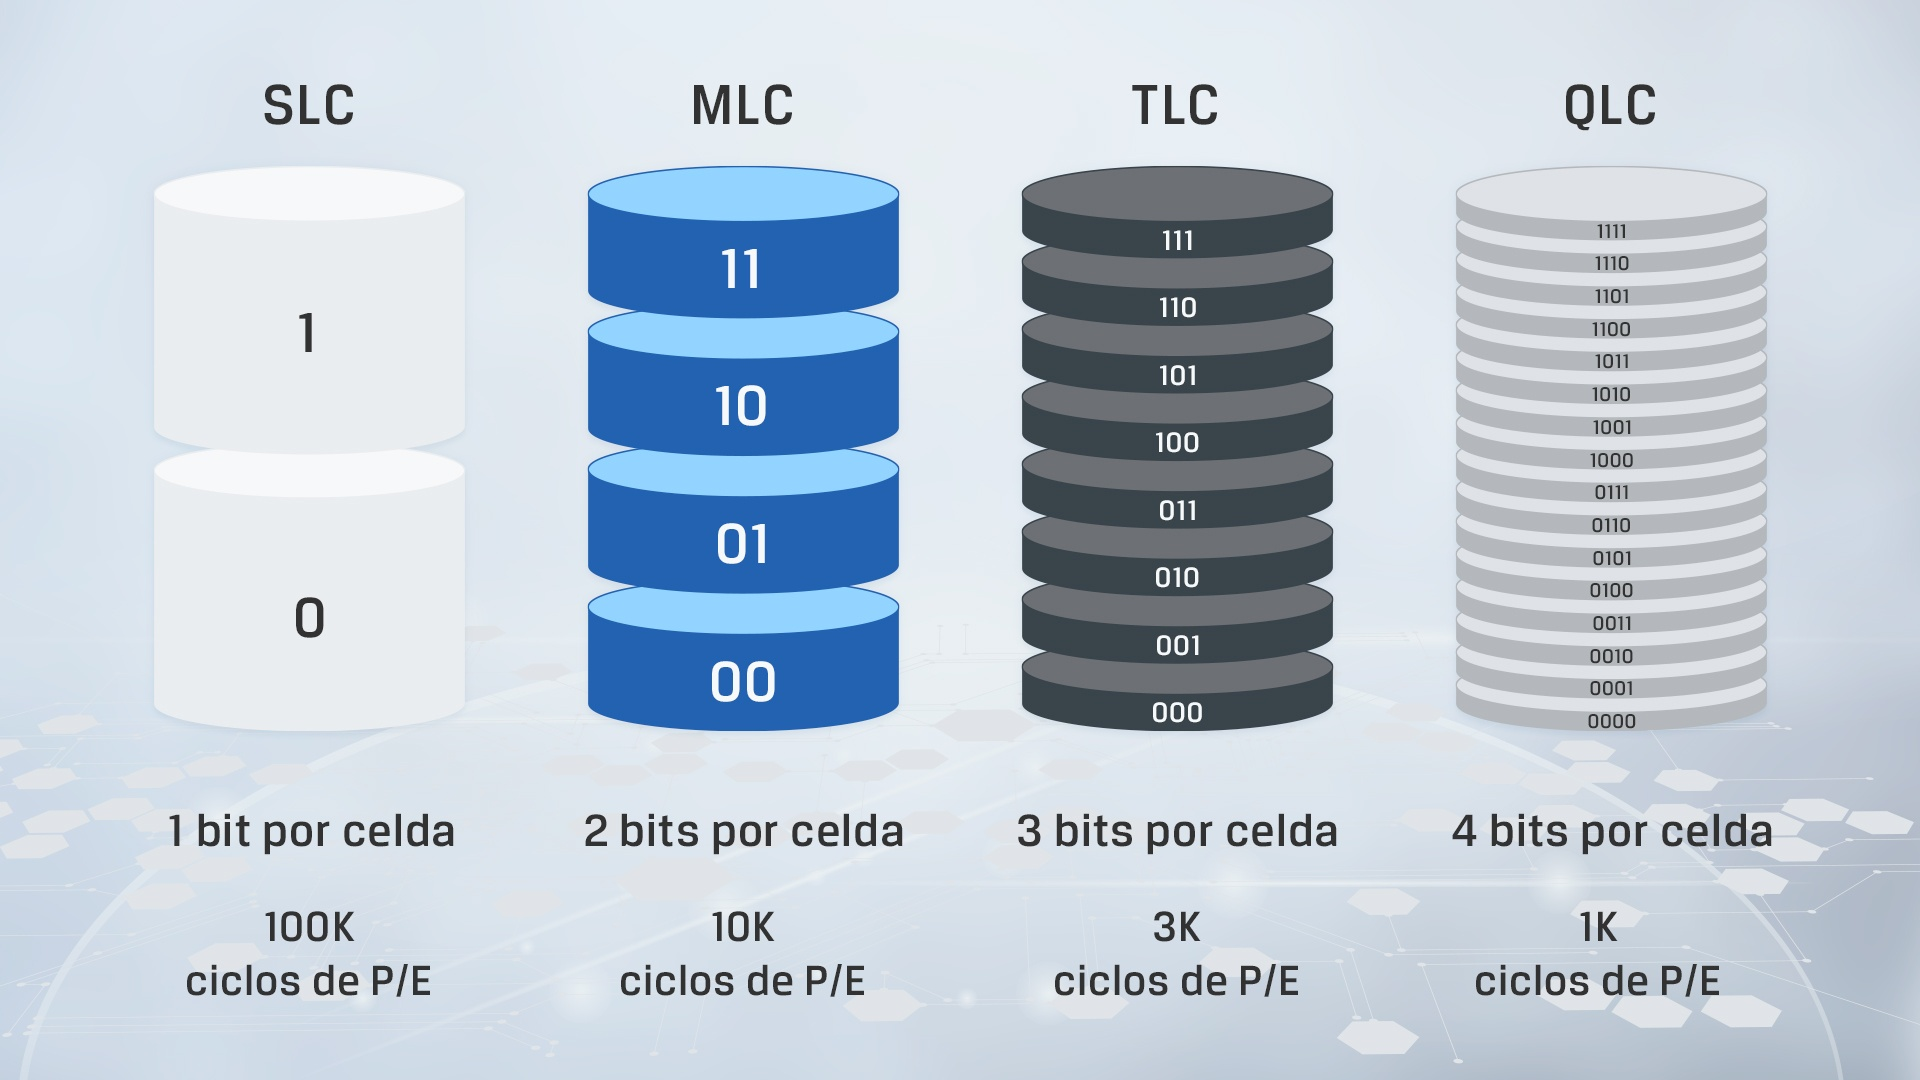 SLC
1
0
1 bit por celda
100K
ciclos de P/E
MLC
11
10
01
00
2 bits por celda
10K
ciclos de P/E
TLC
111
110
101
100
011
010
001
000
3 bits por celda
3K
ciclos de P/E
QLC
1111
1110
1101
1100
1011
1010
1001
1000
0111
0110
0101
0100
0011
0010
0001
0000
4 bits por celda
1K
ciclos de P/E